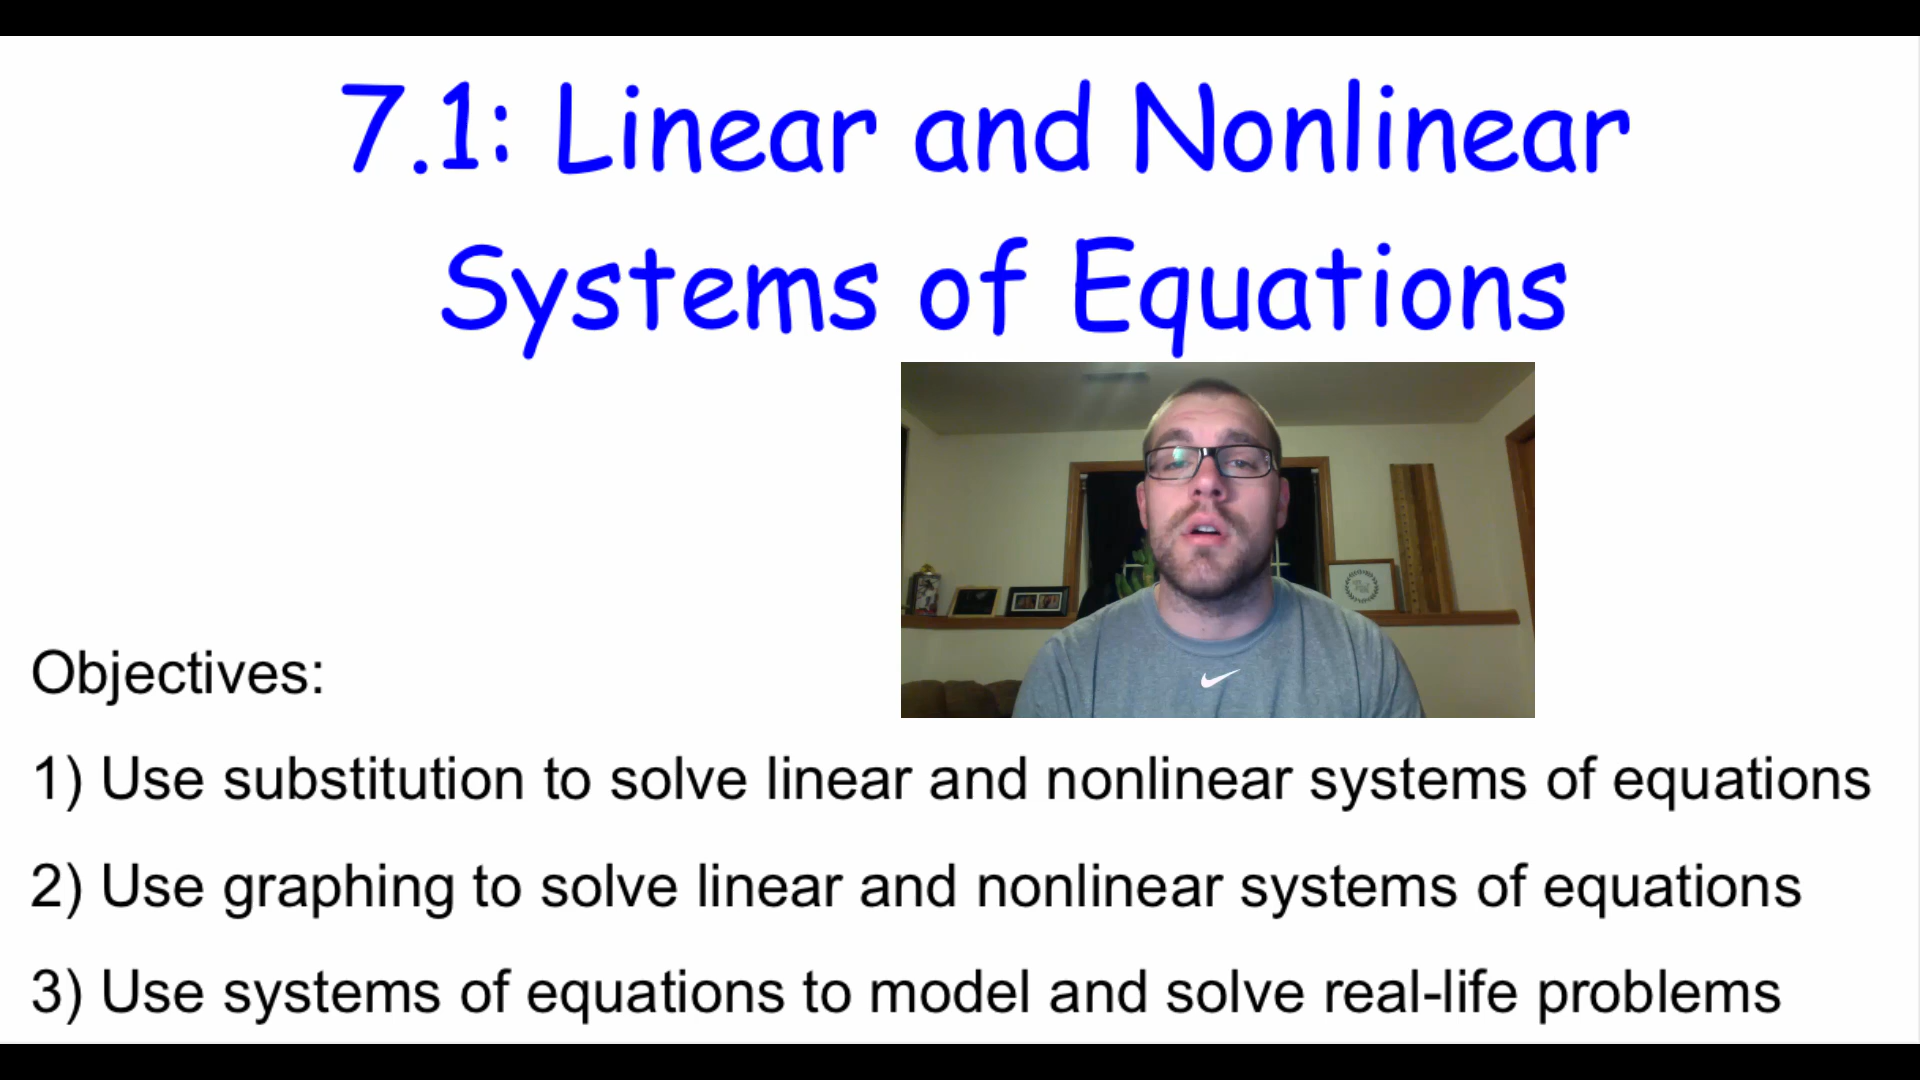 7.1: Linear and Nonlinear
Systems of Equations
Objectives:
1) Use substitution to solve linear and nonlinear systems of equations
2) Use graphing to solve linear and nonlinear systems of equations
3) Use systems of equations to model and solve real-life problems